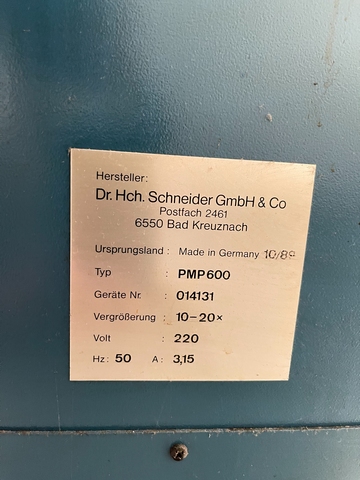 Hersteller:
Dr. Hch. Schneider GmbH & Co
Postfach 2461
6550 Bad Kreuznach
Ursprungsland : Made in Germany
Typ : PMP600
Geräte Nr. : 014131
Vergrößerung : 10-20×
Volt : 220
Hz: 50 A: 3,15